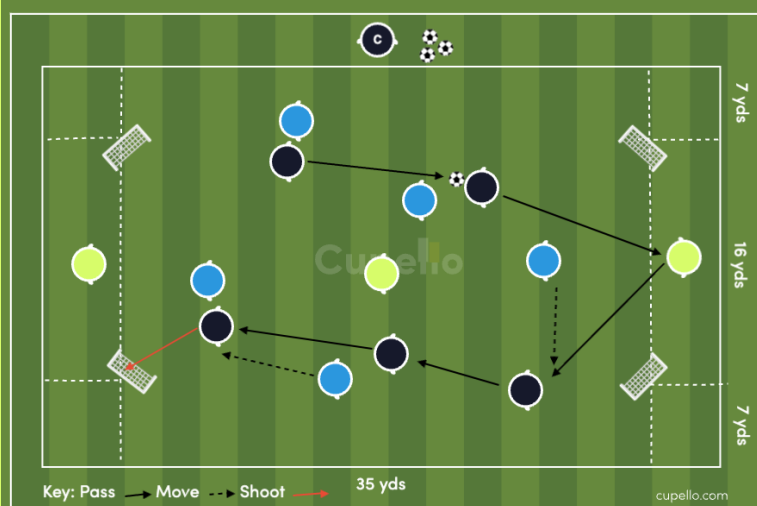 C
7 yds
16 yds
7 yds
Cupello
Key: Pass Move Shoot
35 yds
cupello.com